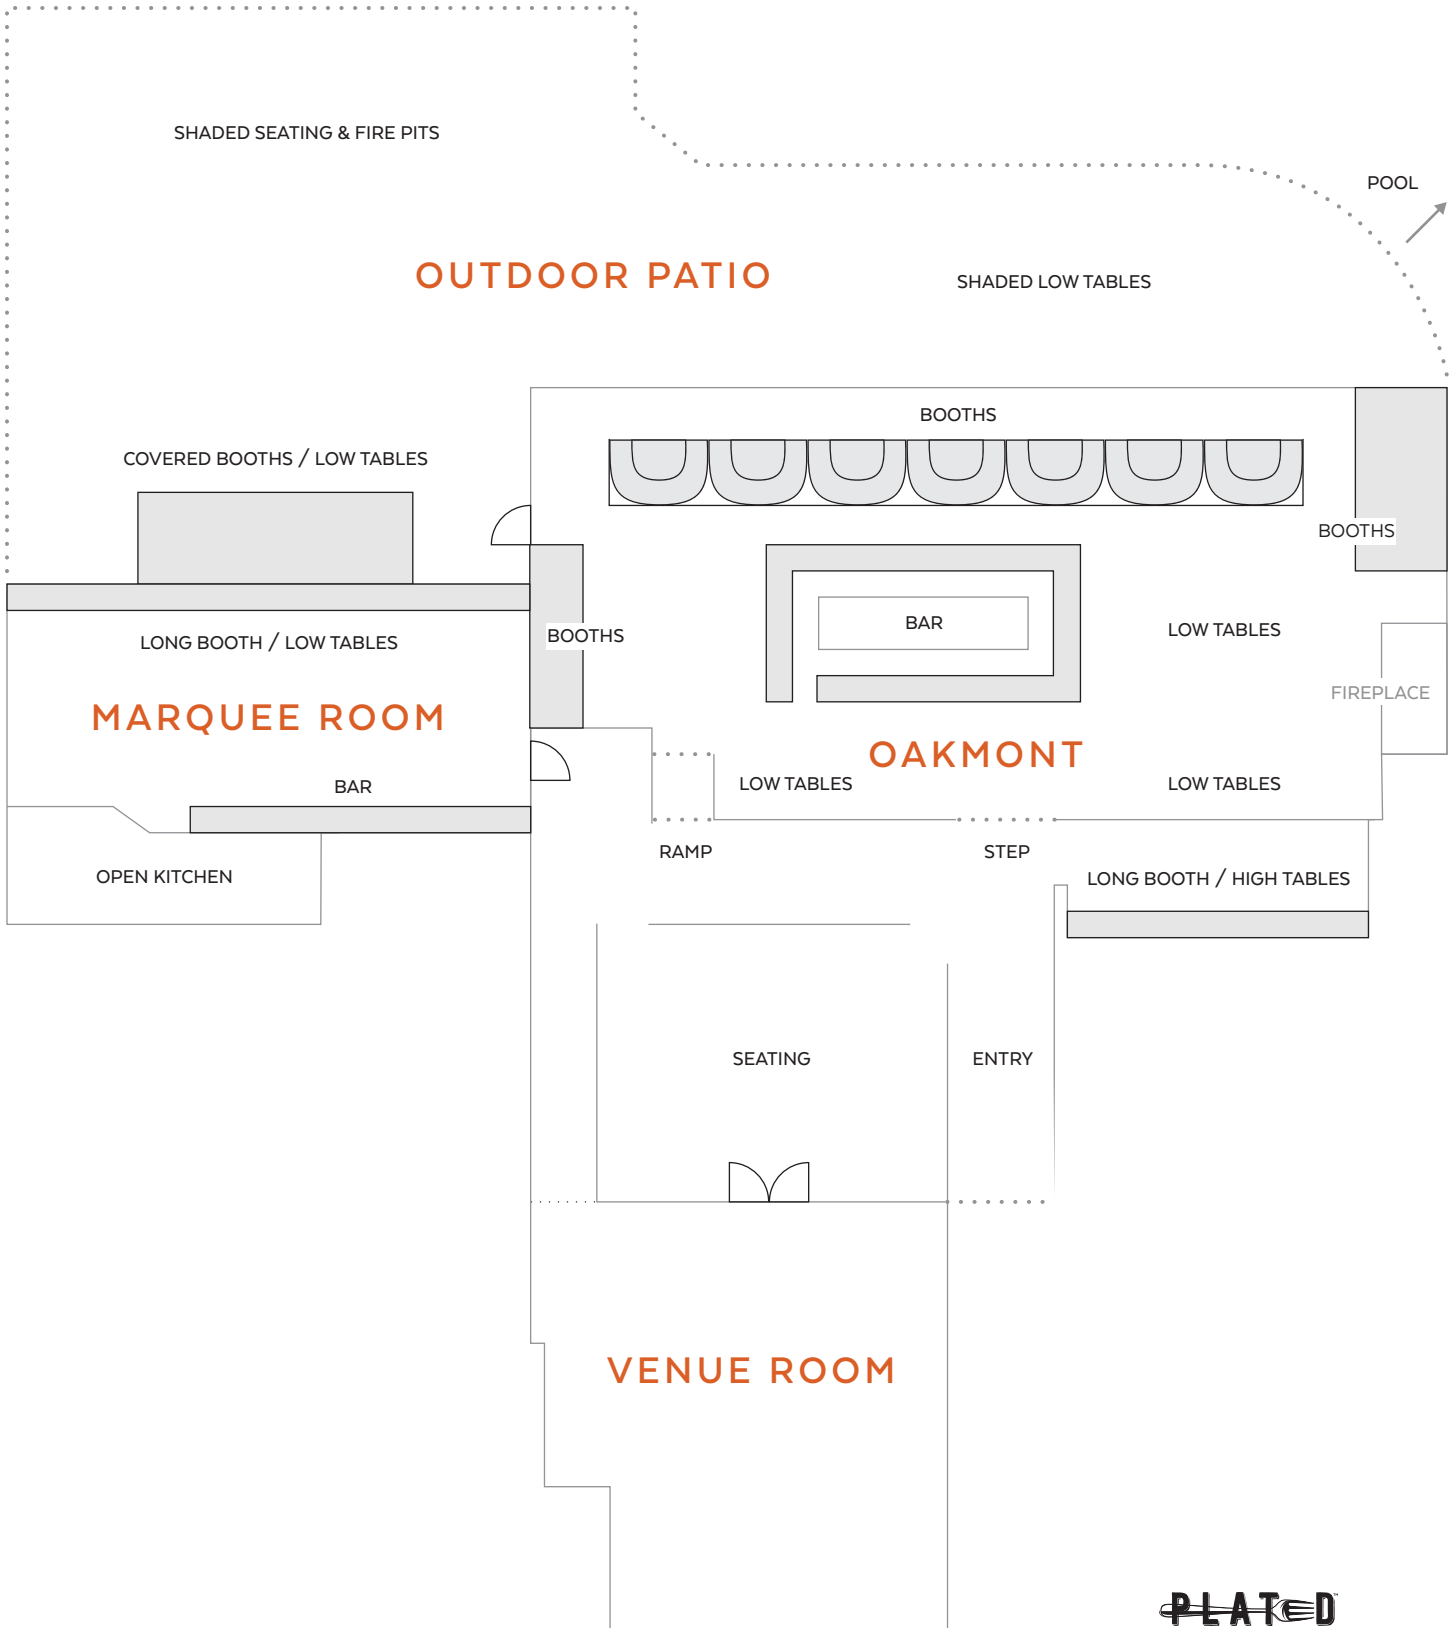 SHADED SEATING & FIRE PITS
POOL
OUTDOOR PATIO
SHADED LOW TABLES
BOOTHS
COVERED BOOTHS / LOW TABLES
BOOTHS
BAR
LOW TABLES
BOOTHS
LONG BOOTH / LOW TABLES
FIREPLACE
MARQUEE ROOM
OAKMONT
BAR
LOW TABLES
LOW TABLES
RAMP
STEP
OPEN KITCHEN
LONG BOOTH / HIGH TABLES
SEATING
ENTRY
VENUE ROOM
PLATED™